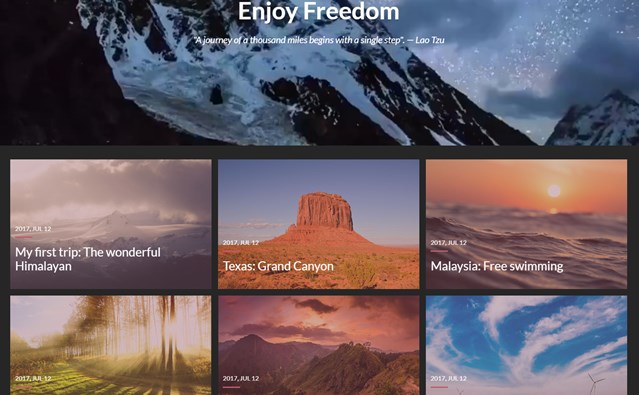 Enjoy Freedom
"A journey of a thousand miles begins with a single step". — Lao Tzu
2017, JUL 12
My first trip: The wonderful
Himalayan
2017, JUL 12
Texas: Grand Canyon
2017, JUL 12
Malaysia: Free swimming
2017, JUL 12
2017, JUL 12
2017, JUL 12